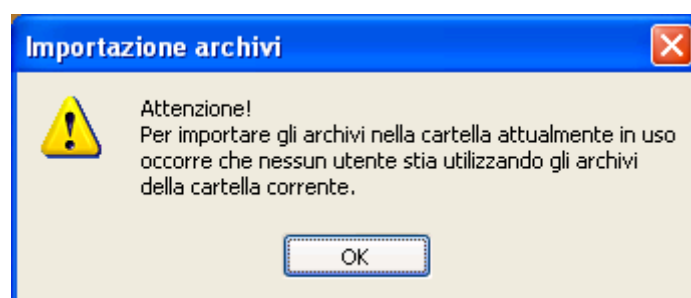 Importazione archivi
Attenzione!
Per importare gli archivi nella cartella attualmente in uso
occorre che nessun utente stia utilizzando gli archivi
della cartella corrente.
OK